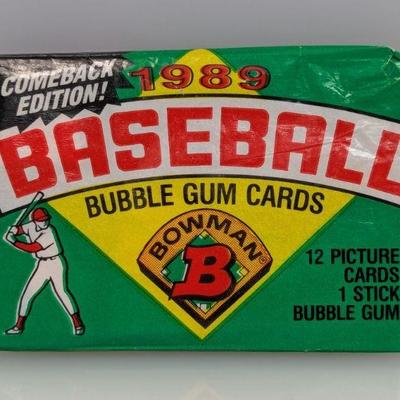 COMEBACK
EDITION!
1989
BASEBALL
BUBBLE GUM CARDS
BOWMAN®
B
12 PICTURE
CARDS
1 STICK
BUBBLE GUM